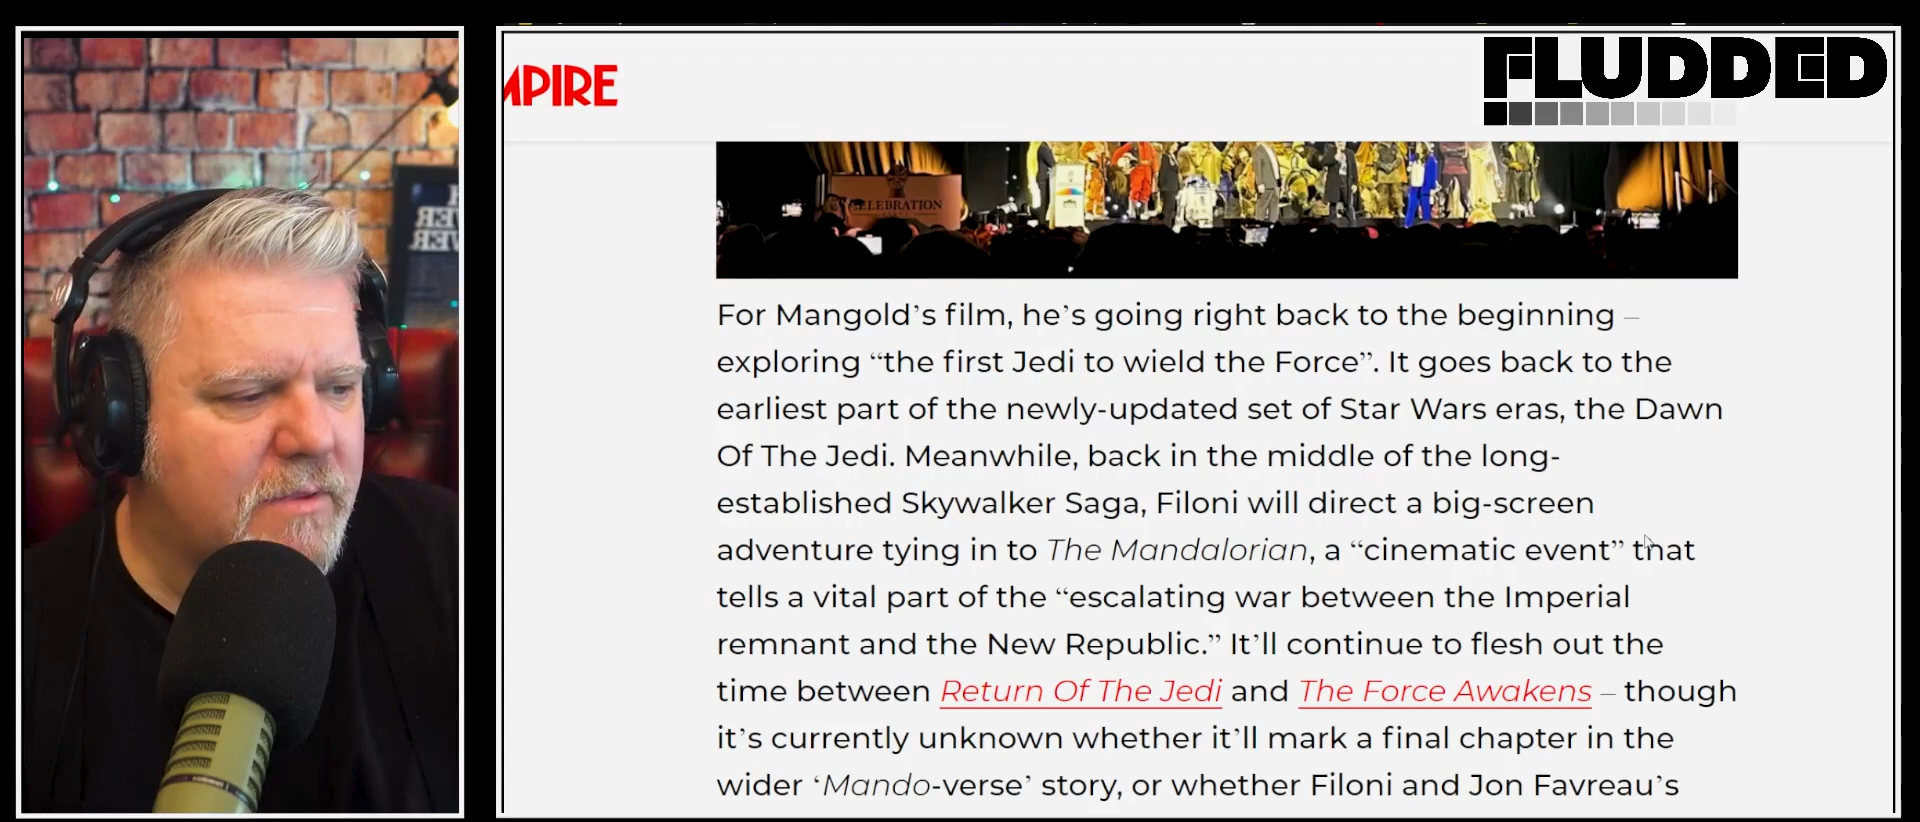 MPIRE
FLUDDED
CELEBRATION
For Mangold’s film, he’s going right back to the beginning –
exploring “the first Jedi to wield the Force”. It goes back to the
earliest part of the newly-updated set of Star Wars eras, the Dawn
Of The Jedi. Meanwhile, back in the middle of the long-
established Skywalker Saga, Filoni will direct a big-screen
adventure tying in to The Mandalorian, a “cinematic event” that
tells a vital part of the “escalating war between the Imperial
remnant and the New Republic.” It’ll continue to flesh out the
time between Return Of The Jedi and The Force Awakens – though
it’s currently unknown whether it’ll mark a final chapter in the
wider ‘Mando-verse’ story, or whether Filoni and Jon Favreau’s